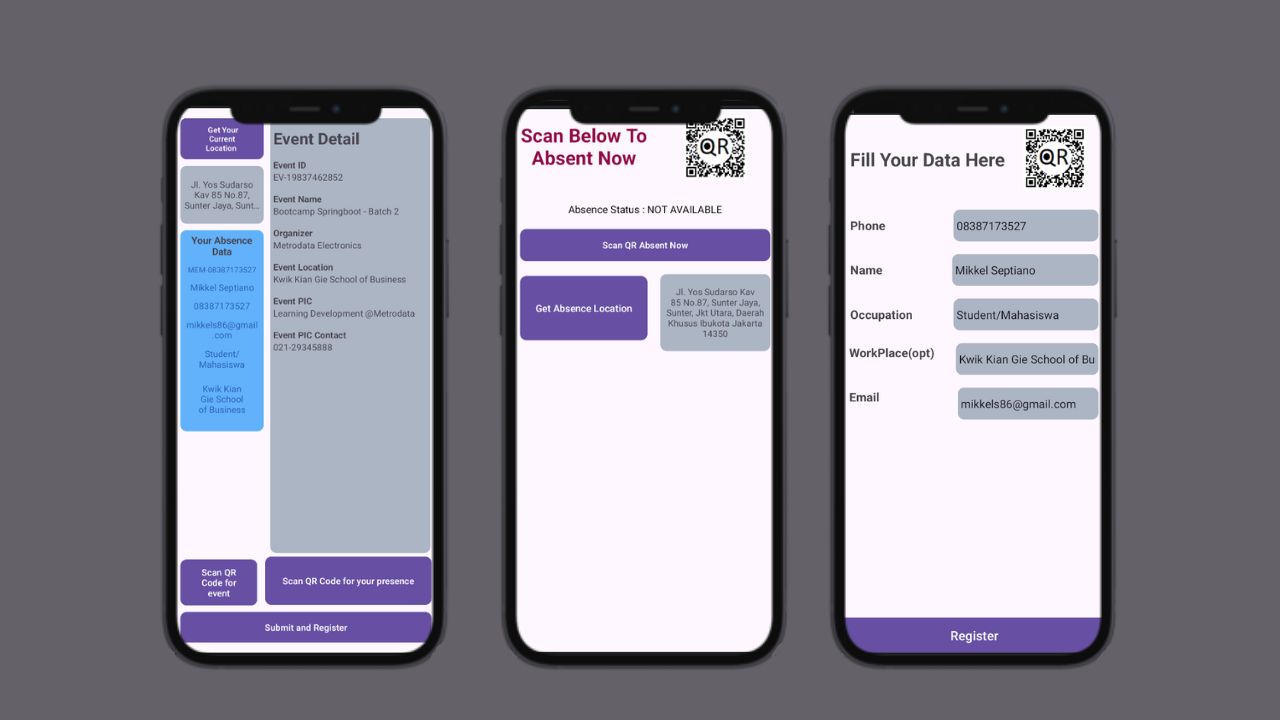 Get Your
Current
Location
Jl. Yos Sudarso
Kav 85 No.87,
Sunter Jaya, Sunt...
Your Absence
Data
MEM-08387173527
Mikkel Septiano
08387173527
mikkels86@gmail
.com
Student/
Mahasiswa
Kwik Kian
Gie School
of Business
Event Detail
Event ID
EV-19837462852
Event Name
Bootcamp Springboot - Batch 2
Organizer
Metrodata Electronics
Event Location
Kwik Kian Gie School of Business
Event PIC
Learning Development @Metrodata
Event PIC Contact
021-29345888
Scan QR
Code for
event
Scan QR Code for your presence
Submit and Register
Scan Below To
Absent Now
QR
Absence Status : NOT AVAILABLE
Scan QR Absent Now
Get Absence Location
Jl. Yos Sudarso Kav
85 No.87, Sunter Jaya,
Sunter, Jkt Utara, Daerah
Khusus Ibukota Jakarta
14350
Fill Your Data Here
QR
Phone
08387173527
Name
Mikkel Septiano
Occupation
Student/Mahasiswa
WorkPlace(opt)
Kwik Kian Gie School of Bu
Email
mikkels86@gmail.com
Register